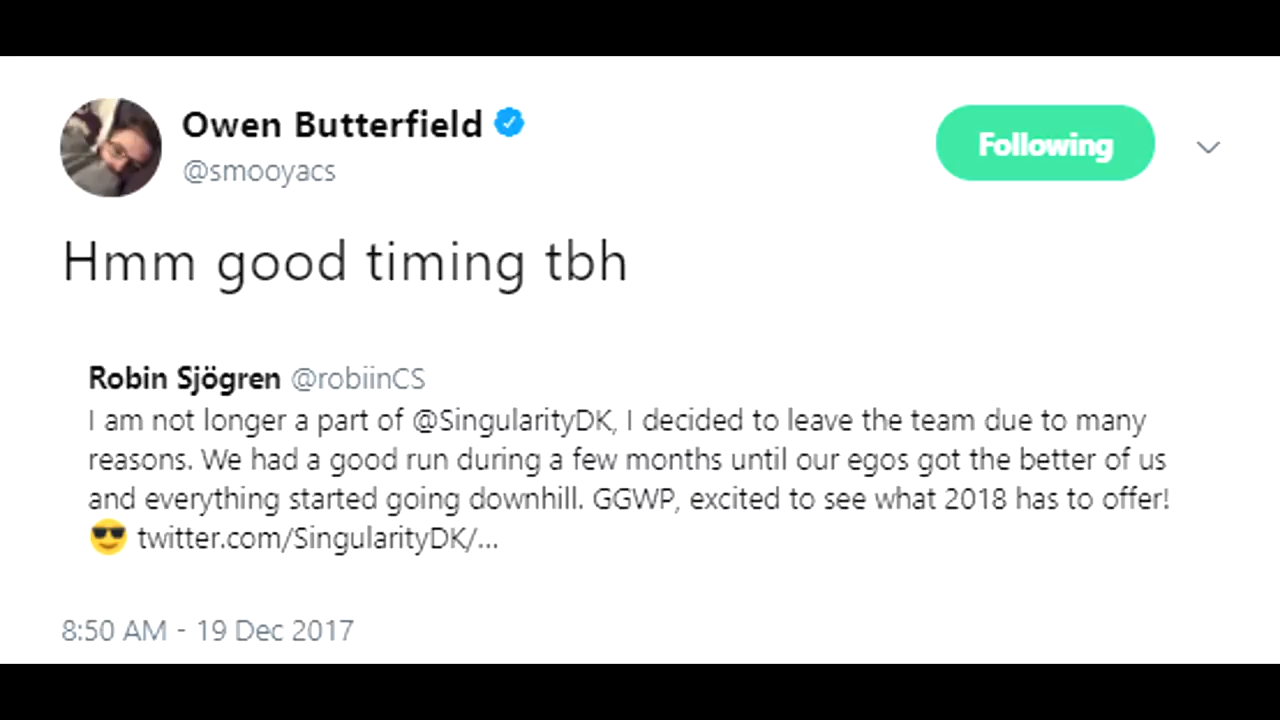 Owen Butterfield
@smooyacs
Following
Hmm good timing tbh
Robin Sjögren @robiinCS
I am not longer a part of @SingularityDK, I decided to leave the team due to many
reasons. We had a good run during a few months until our egos got the better of us
and everything started going downhill. GGWP, excited to see what 2018 has to offer!
😎 twitter.com/SingularityDK/...
8:50 AM - 19 Dec 2017